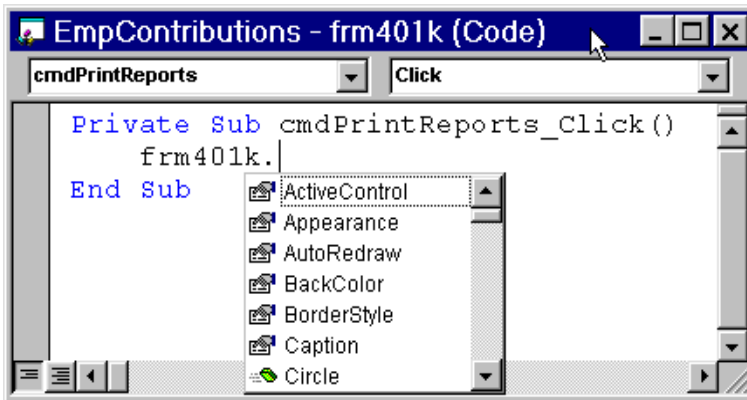 EmpContributions - frm401k (Code)
cmdPrintReports Click
Private Sub cmdPrintReports_Click()
frm401k.
End Sub
ActiveControl
Appearance
AutoRedraw
BackColor
BorderStyle
Caption
Circle